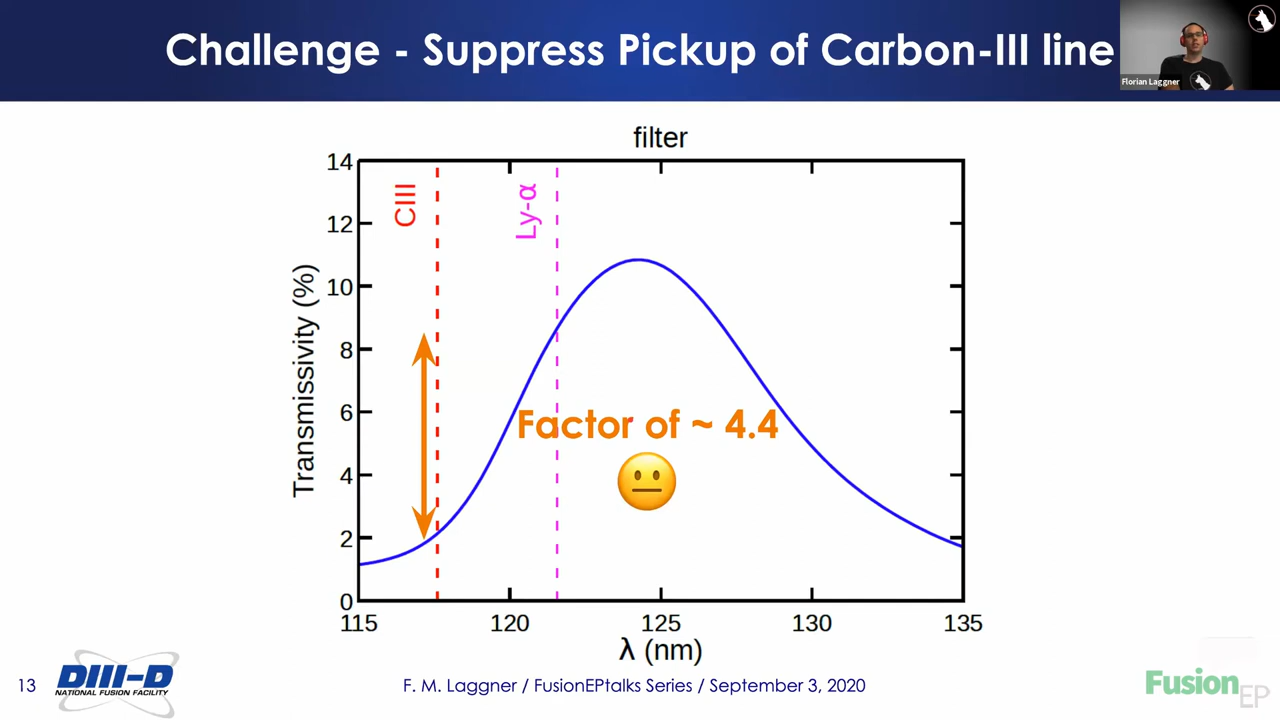 Challenge - Suppress Pickup of Carbon-III line
Florian Laggner
filter
Transmissivity (%)
14
12
10
8
6
4
2
0
CIII
Ly-α
Factor of ~ 4.4
115
120
125
130
135
λ (nm)
13
DIII-D
NATIONAL FUSION FACILITY
F. M. Laggner / FusionEPtalks Series / September 3, 2020
Fusion
EP